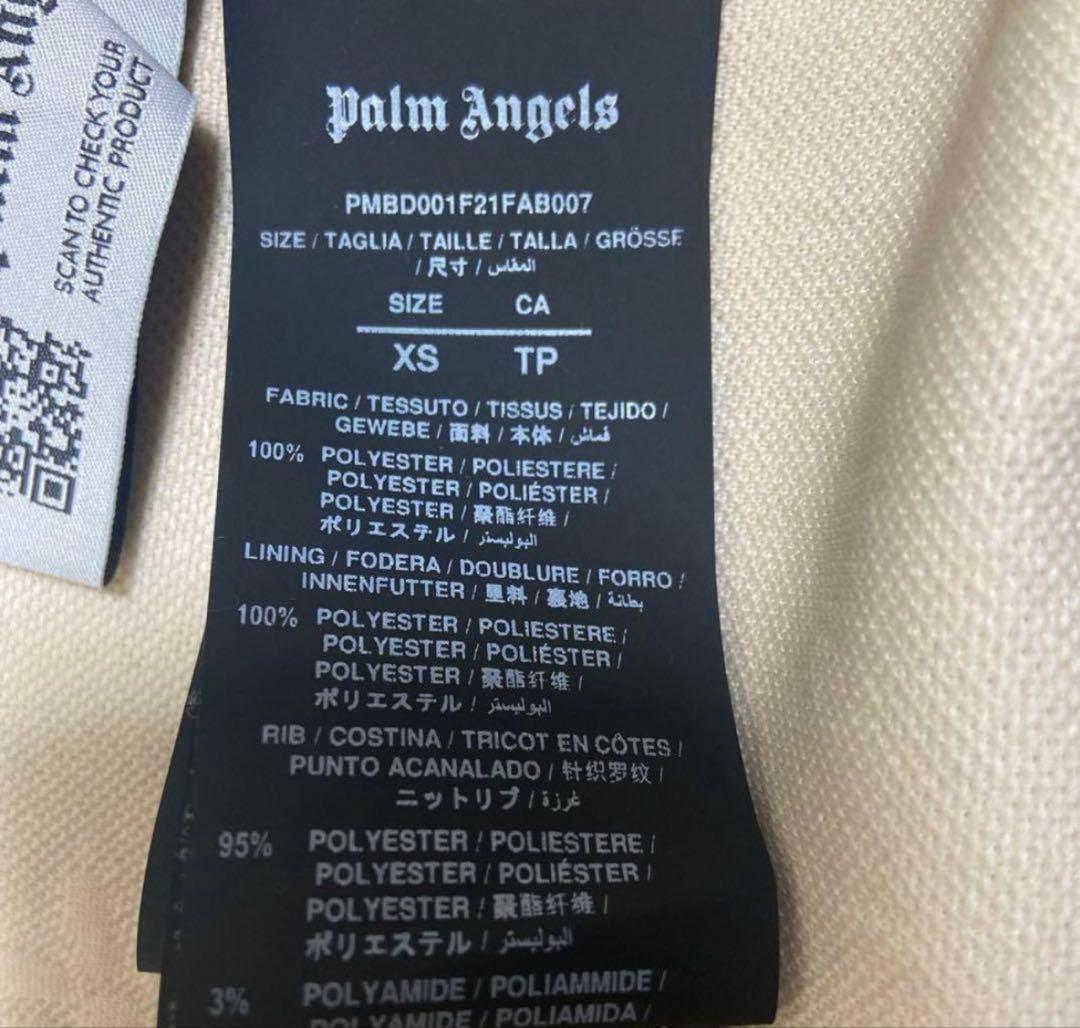 SCAN TO CHECK YOUR
AUTHENTIC PRODUCT
Palm Angels
PMBD001F21FAB007
SIZE / TAGLIA / TAILLE / TALLA / GRÖSSE
/ 尺寸 / المقاس
SIZE CA
XS TP
FABRIC / TESSUTO / TISSUS / TEJIDO /
GEWEBE / 面料 / 本体 / قماش
100% POLYESTER / POLIESTERE /
POLYESTER / POLIÉSTER /
POLYESTER / 聚酯纤维 /
ポリエステル / البوليستر
LINING / FODERA / DOUBLURE / FORRO /
INNENFUTTER / 里料 / 裏地 / بطانة
100% POLYESTER / POLIESTERE /
POLYESTER / POLIÉSTER /
POLYESTER / 聚酯纤维 /
ポリエステル / البوليستر
RIB / COSTINA / TRICOT EN CÔTES /
PUNTO ACANALADO / 针织罗纹 /
ニットリブ / غرزة
95% POLYESTER / POLIESTERE /
POLYESTER / POLIÉSTER /
POLYESTER / 聚酯纤维 /
ポリエステル / البوليستر
3% POLYAMIDE / POLIAMMIDE /
POLYAMIDE / POLIAMIDA /